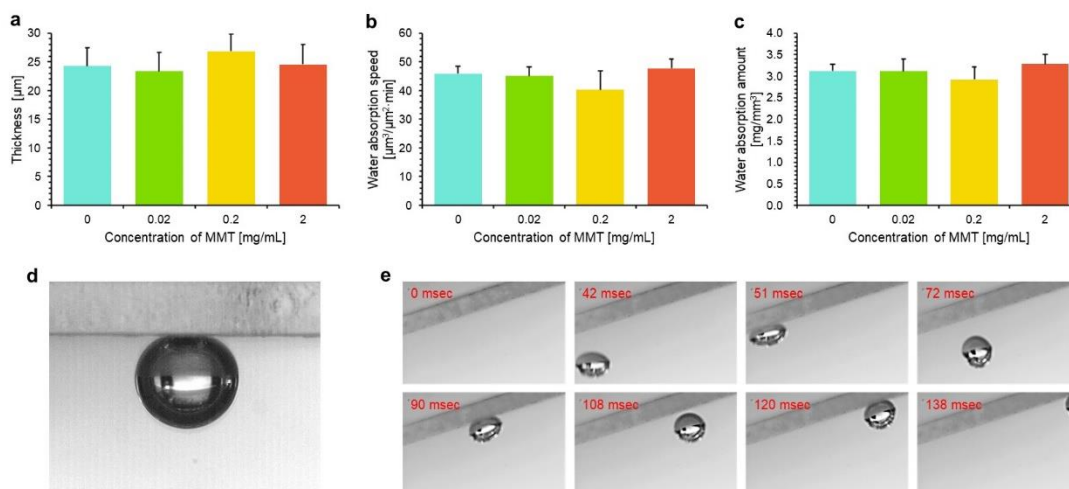 a
Thickness [µm]
30
25
20
15
10
5
0
0 0.02 0.2 2
Concentration of MMT [mg/mL]
b
Water absorption speed
[µm³/µm²·min]
60
50
40
30
20
10
0
0 0.02 0.2 2
Concentration of MMT [mg/mL]
c
Water absorption amount
[mg/mm³]
4.0
3.5
3.0
2.5
2.0
1.5
1.0
0.5
0.0
0 0.02 0.2 2
Concentration of MMT [mg/mL]
d
e
0 msec 42 msec 51 msec 72 msec
90 msec 108 msec 120 msec 138 msec